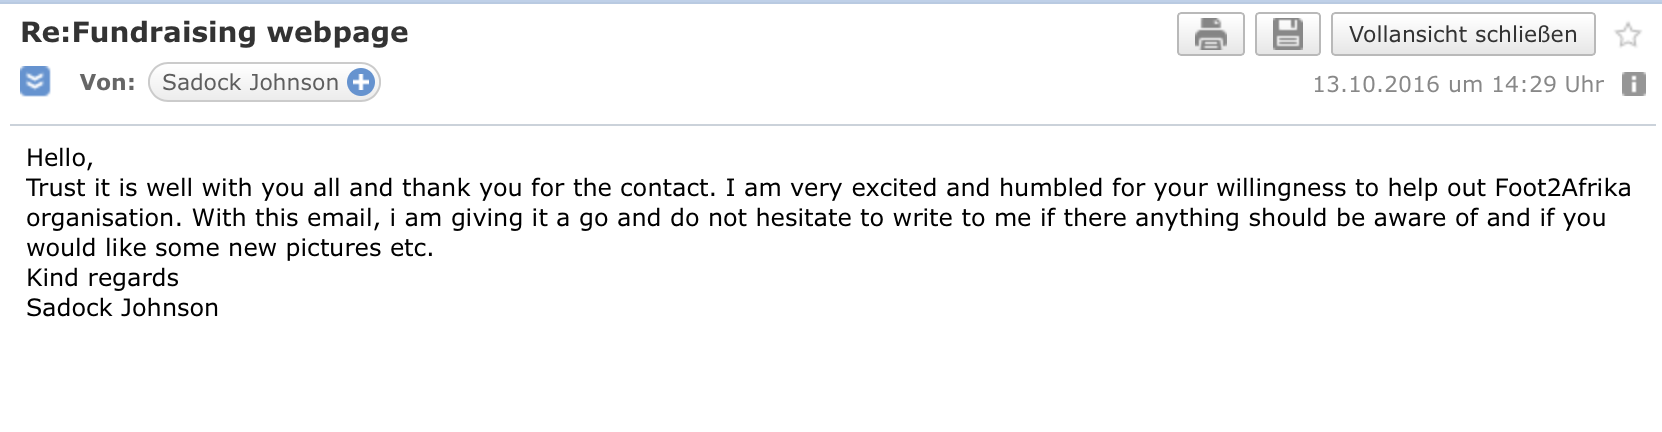 Re:Fundraising webpage
Vollansicht schließen
Von: Sadock Johnson
13.10.2016 um 14:29 Uhr
Hello,
Trust it is well with you all and thank you for the contact. I am very excited and humbled for your willingness to help out Foot2Afrika
organisation. With this email, i am giving it a go and do not hesitate to write to me if there anything should be aware of and if you
would like some new pictures etc.
Kind regards
Sadock Johnson